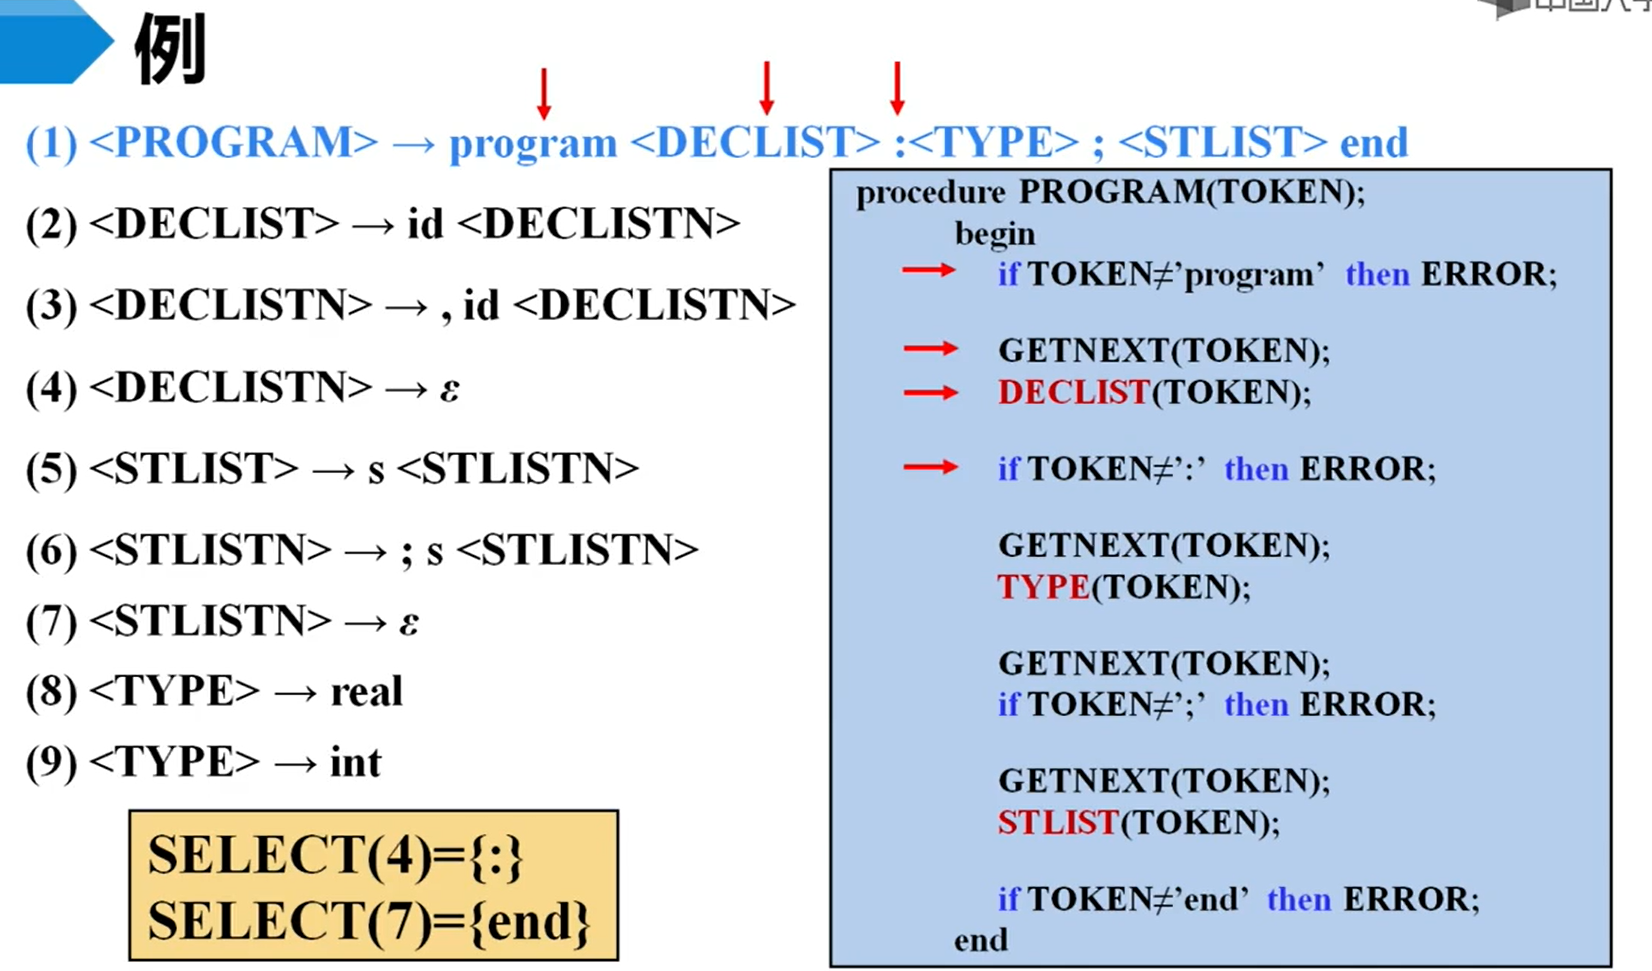 例
(1) <PROGRAM> → program <DECLIST> :<TYPE> ; <STLIST> end
(2) <DECLIST> → id <DECLISTN>
(3) <DECLISTN> → , id <DECLISTN>
(4) <DECLISTN> → ε
(5) <STLIST> → s <STLISTN>
(6) <STLISTN> → ; s <STLISTN>
(7) <STLISTN> → ε
(8) <TYPE> → real
(9) <TYPE> → int
SELECT(4)={:}
SELECT(7)={end}
procedure PROGRAM(TOKEN);
begin
if TOKEN≠’program’ then ERROR;
GETNEXT(TOKEN);
DECLIST(TOKEN);
if TOKEN≠’:’ then ERROR;
GETNEXT(TOKEN);
TYPE(TOKEN);
GETNEXT(TOKEN);
if TOKEN≠’;’ then ERROR;
GETNEXT(TOKEN);
STLIST(TOKEN);
if TOKEN≠’end’ then ERROR;
end